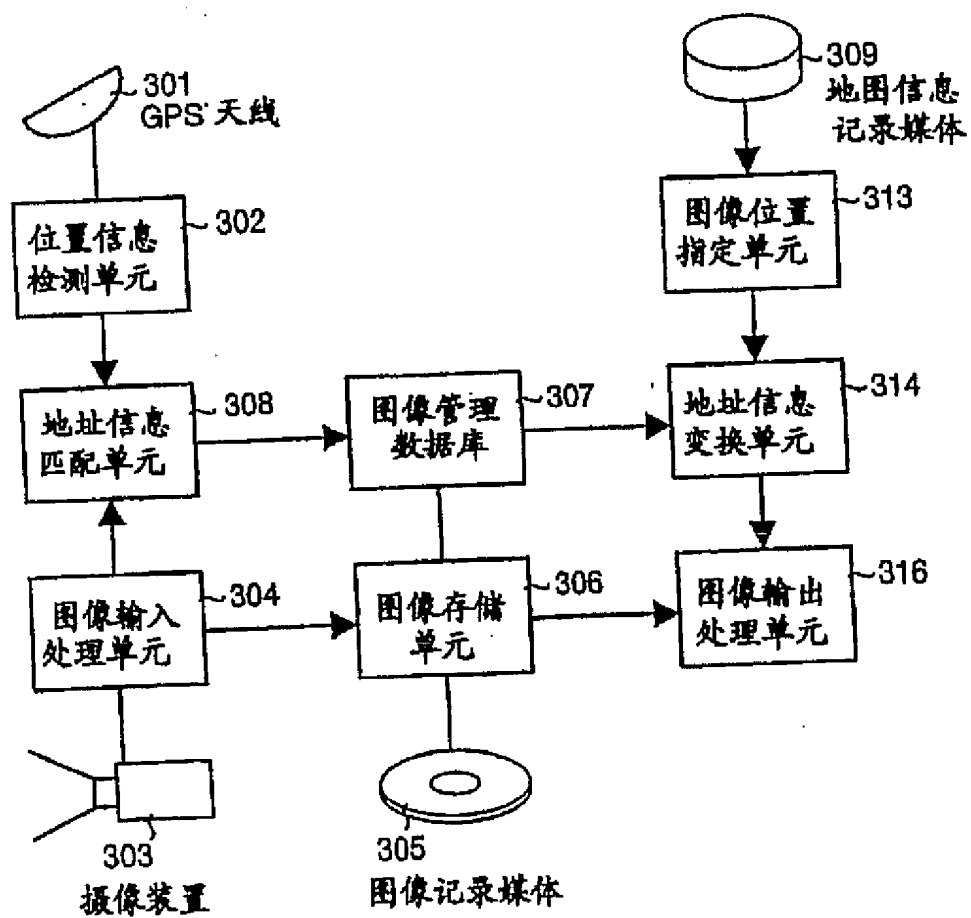 301
GPS 天线
309
地图信息
记录媒体
位置信息
检测单元
302
图像位置
指定单元
313
地址信息
匹配单元
308
图像管理
数据库
307
地址信息
变换单元
314
图像输入
处理单元
304
图像存储
单元
306
图像输出
处理单元
316
303
摄像装置
305
图像记录媒体